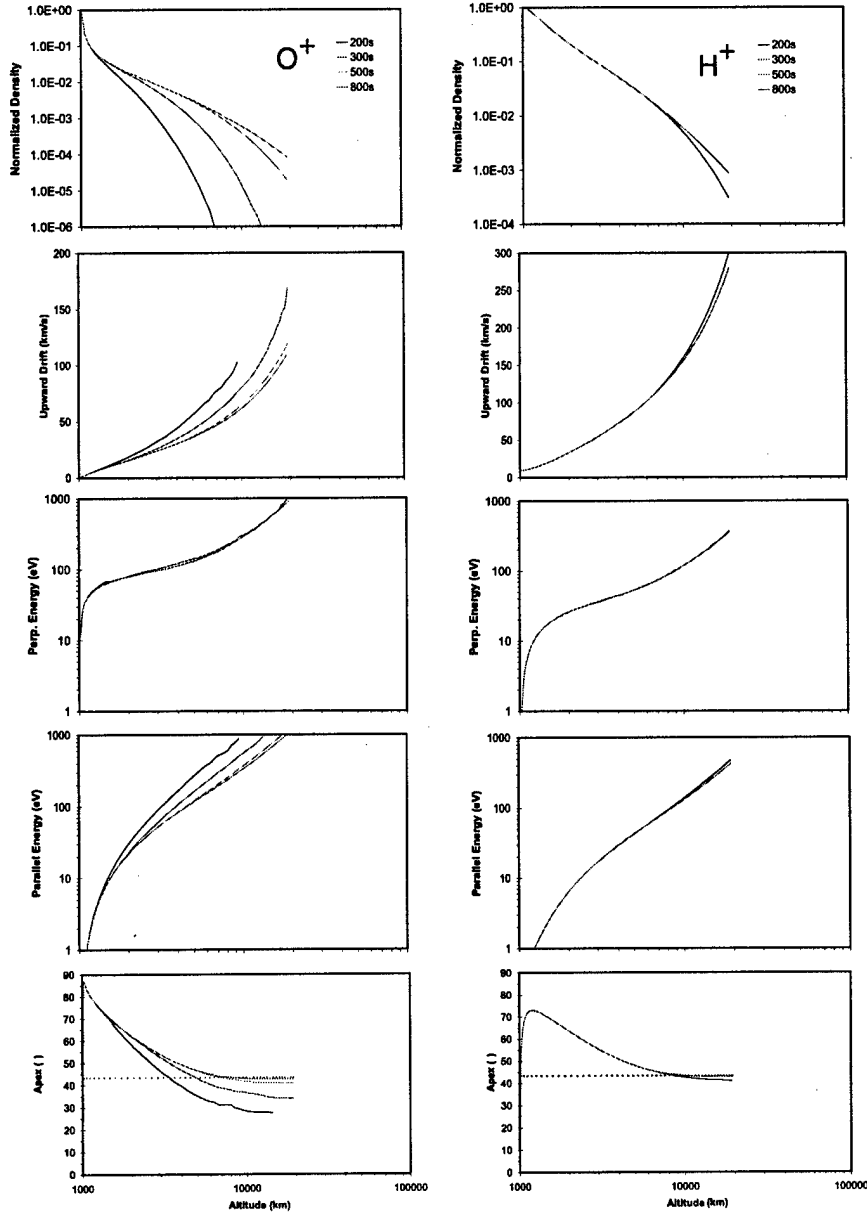 O+
200s
300s
500s
800s
Normalized Density
1.0E+00
1.0E-01
1.0E-02
1.0E-03
1.0E-04
1.0E-05
1.0E-06
H+
200s
300s
500s
800s
Normalized Density
1.0E+00
1.0E-01
1.0E-02
1.0E-03
1.0E-04
Upward Drift (km/s)
200
150
100
50
0
Upward Drift (km/s)
300
250
200
150
100
50
0
Perp. Energy (eV)
1000
100
10
1
Perp. Energy (eV)
1000
100
10
1
Parallel Energy (eV)
1000
100
10
1
Parallel Energy (eV)
1000
100
10
1
Apex ( )
90
80
70
60
50
40
30
20
10
0
1000
10000
100000
Altitude (km)
Apex ( )
90
80
70
60
50
40
30
20
10
0
1000
10000
100000
Altitude (km)